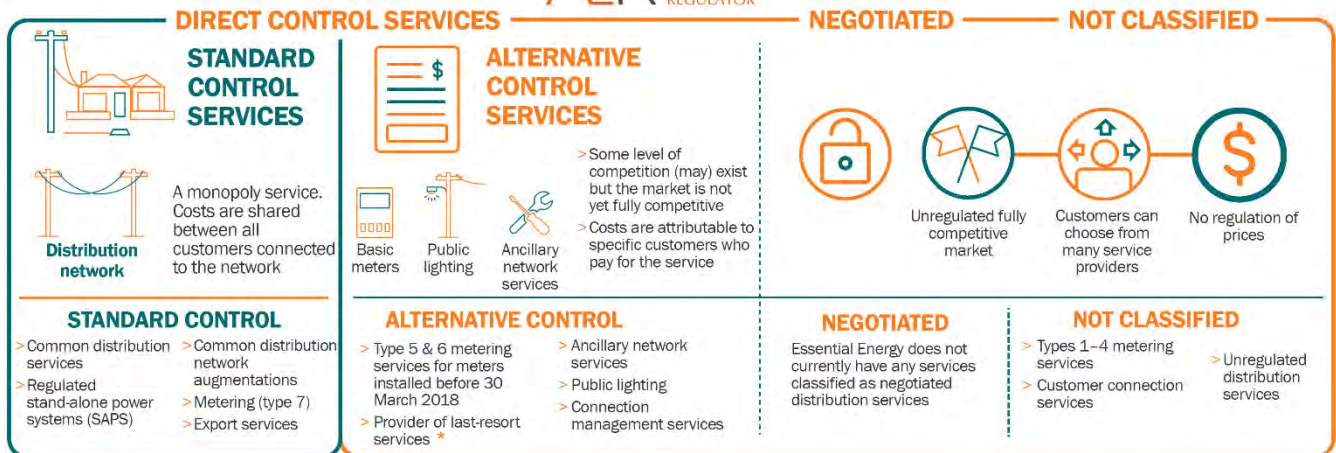 REGULATOR
DIRECT CONTROL SERVICES
NEGOTIATED
NOT CLASSIFIED
STANDARD
CONTROL
SERVICES
Distribution
network
A monopoly service.
Costs are shared
between all
customers connected
to the network
$
ALTERNATIVE
CONTROL
SERVICES
Basic
meters
Public
lighting
Ancillary
network
services
> Some level of
competition (may) exist
but the market is not
yet fully competitive
> Costs are attributable to
specific customers who
pay for the service
Unregulated fully
competitive
market
Customers can
choose from
many service
providers
$
No regulation of
prices
STANDARD CONTROL
> Common distribution
services
> Regulated
stand-alone power
systems (SAPS)
> Common distribution
network
augmentations
> Metering (type 7)
> Export services
ALTERNATIVE CONTROL
> Type 5 & 6 metering
services for meters
installed before 30
March 2018
> Provider of last-resort
services *
> Ancillary network
services
> Public lighting
> Connection
management services
NEGOTIATED
Essential Energy does not
currently have any services
classified as negotiated
distribution services
NOT CLASSIFIED
> Types 1–4 metering
services
> Customer connection
services
> Unregulated
distribution
services